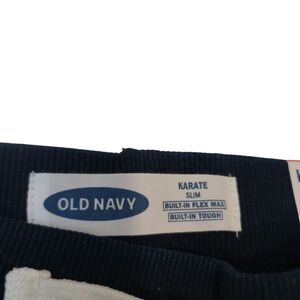 OLD NAVY
KARATE
SLIM
BUILT-IN FLEX MAX
BUILT-IN TOUGH